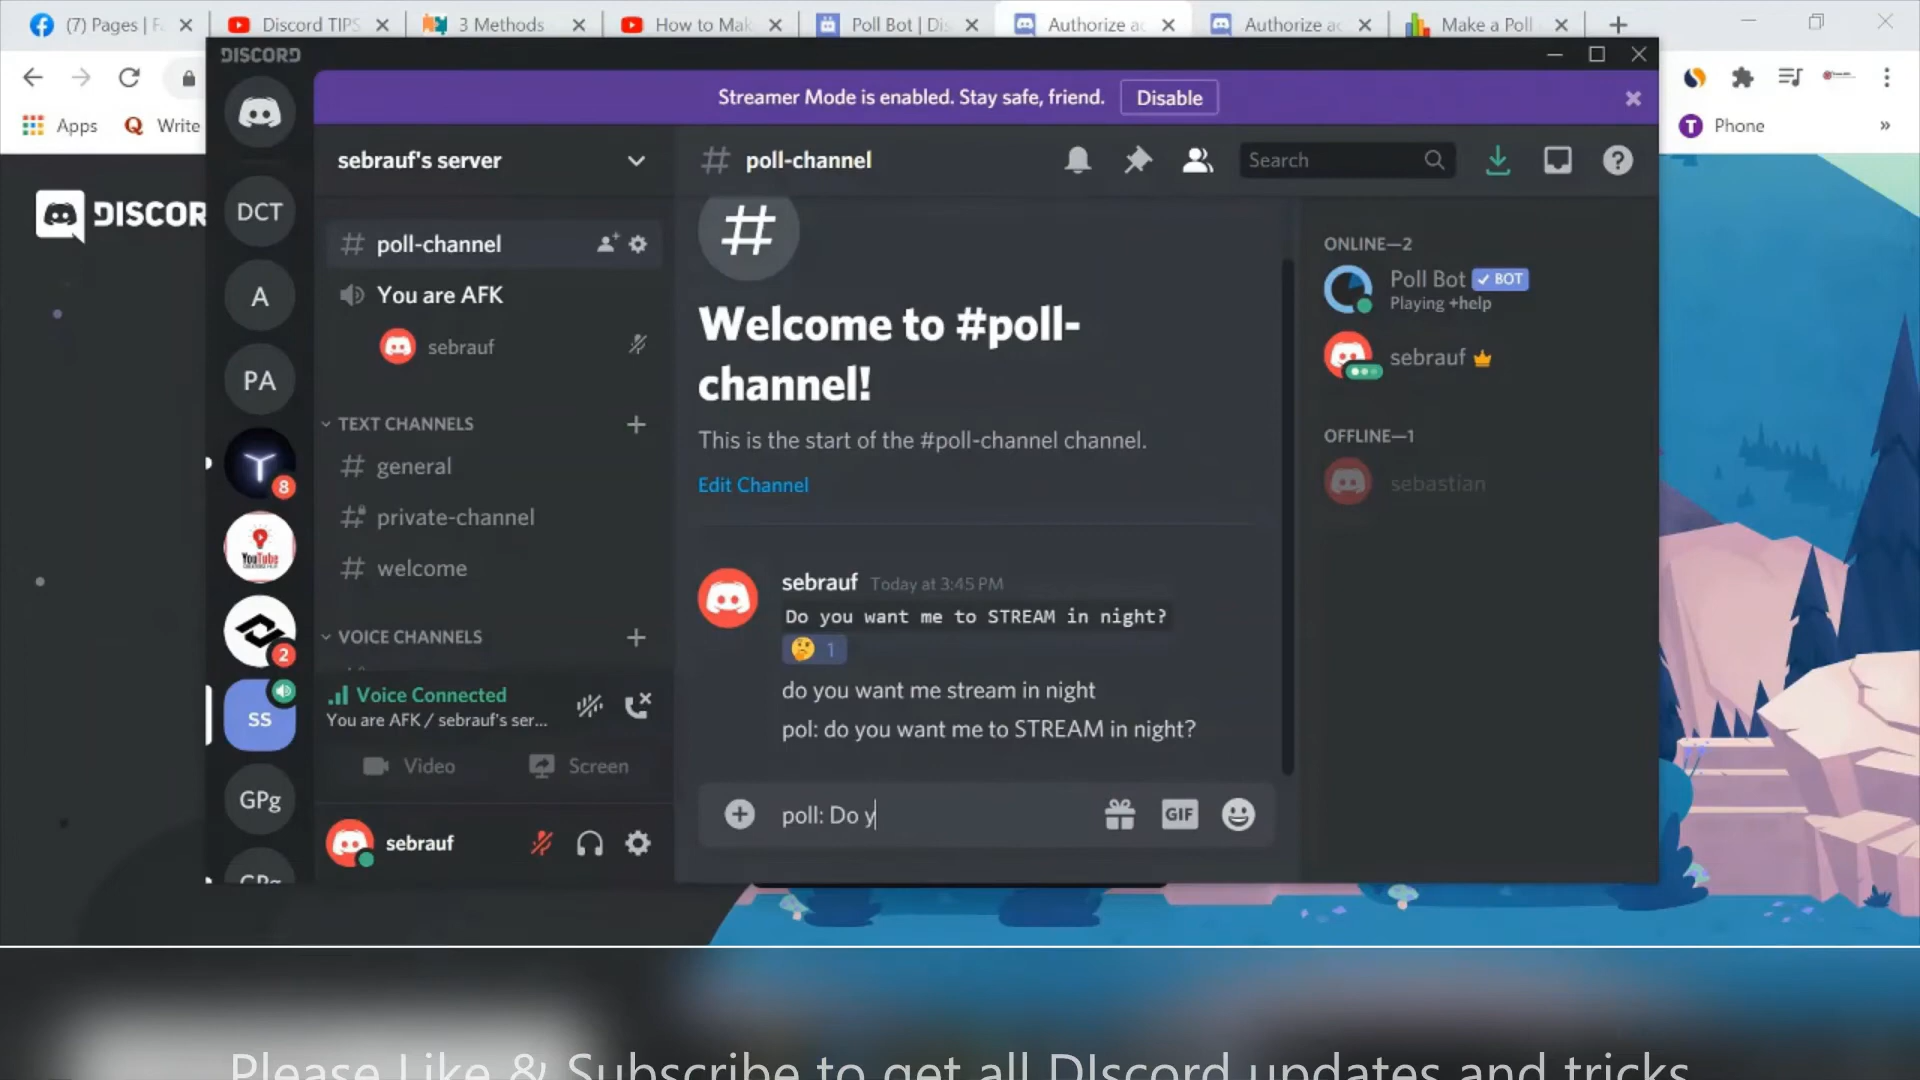 (7) Pages | F
Discord TIPS
3 Methods
How to Mak
Poll Bot | Dis
Authorize ac
Authorize ac
Make a Poll
Apps
Write
Phone
DISCOR
DISCORD
Streamer Mode is enabled. Stay safe, friend.
Disable
sebrauf's server
poll-channel
Search
DCT
A
PA
8
YouTube
2
SS
GPg
poll-channel
You are AFK
sebrauf
TEXT CHANNELS
general
private-channel
welcome
VOICE CHANNELS
Voice Connected
You are AFK / sebrauf's ser...
Video
Screen
sebrauf
Welcome to #poll-
channel!
This is the start of the #poll-channel channel.
Edit Channel
sebrauf Today at 3:45 PM
Do you want me to STREAM in night?
1
do you want me stream in night
pol: do you want me to STREAM in night?
poll: Do y
GIF
ONLINE—2
Poll Bot BOT
Playing +help
sebrauf
OFFLINE—1
sebastian
Please Like & Subscribe to get all DIscord updates and tricks